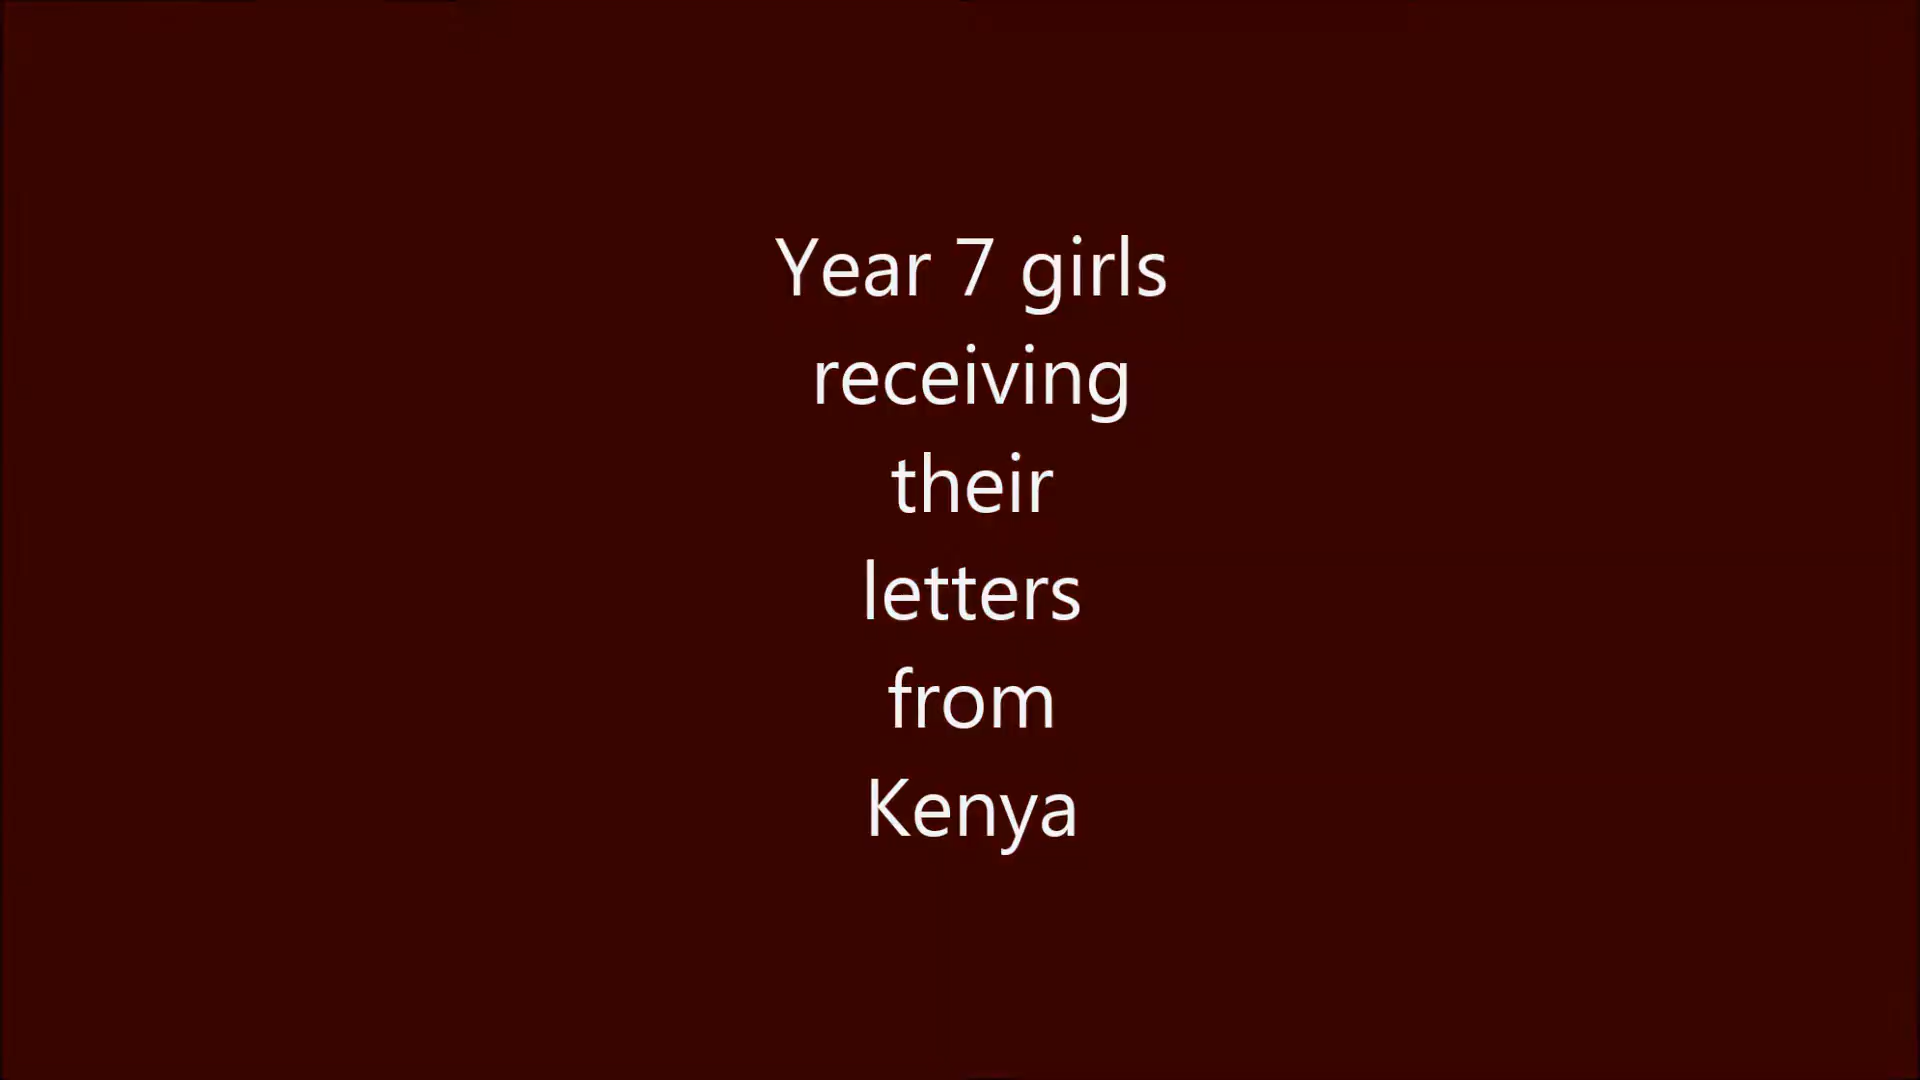 Year 7 girls
receiving
their
letters
from
Kenya